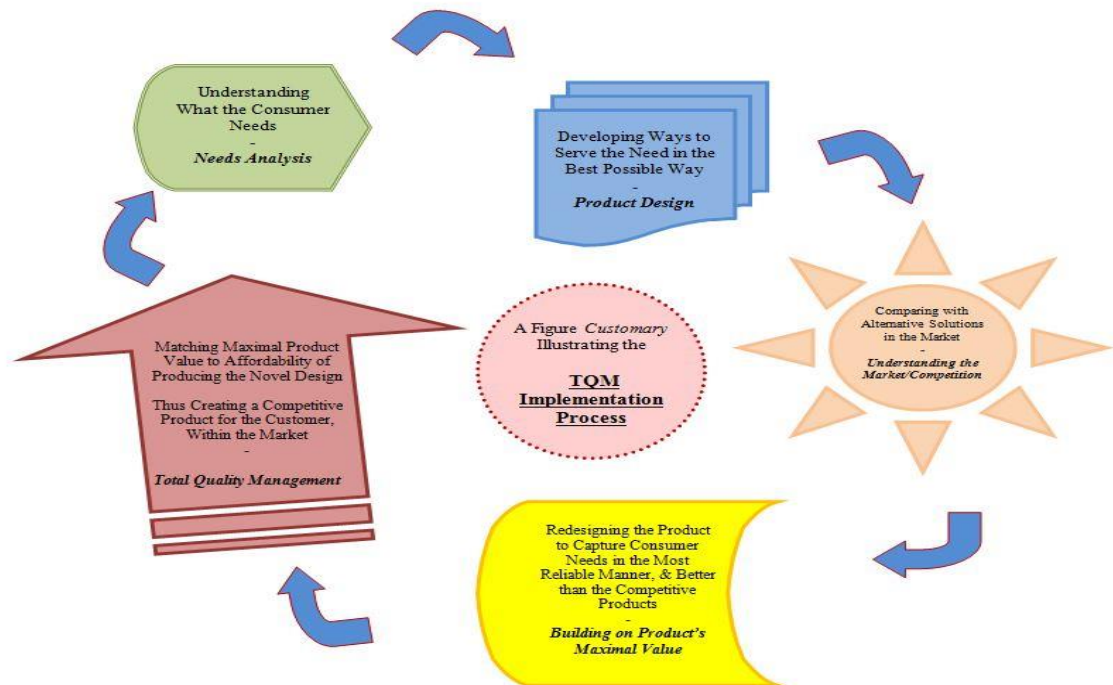 Understanding
What the Consumer
Needs
-
Needs Analysis
Developing Ways to
Serve the Need in the
Best Possible Way
-
Product Design
Comparing with
Alternative Solutions
in the Market
-
Understanding the
Market/Competition
Redesigning the Product
to Capture Consumer
Needs in the Most
Reliable Manner, & Better
than the Competitive
Products
-
Building on Product's
Maximal Value
Matching Maximal Product
Value to Affordability of
Producing the Novel Design
Thus Creating a Competitive
Product for the Customer,
Within the Market
-
Total Quality Management
A Figure Customary
Illustrating the
TQM
Implementation
Process